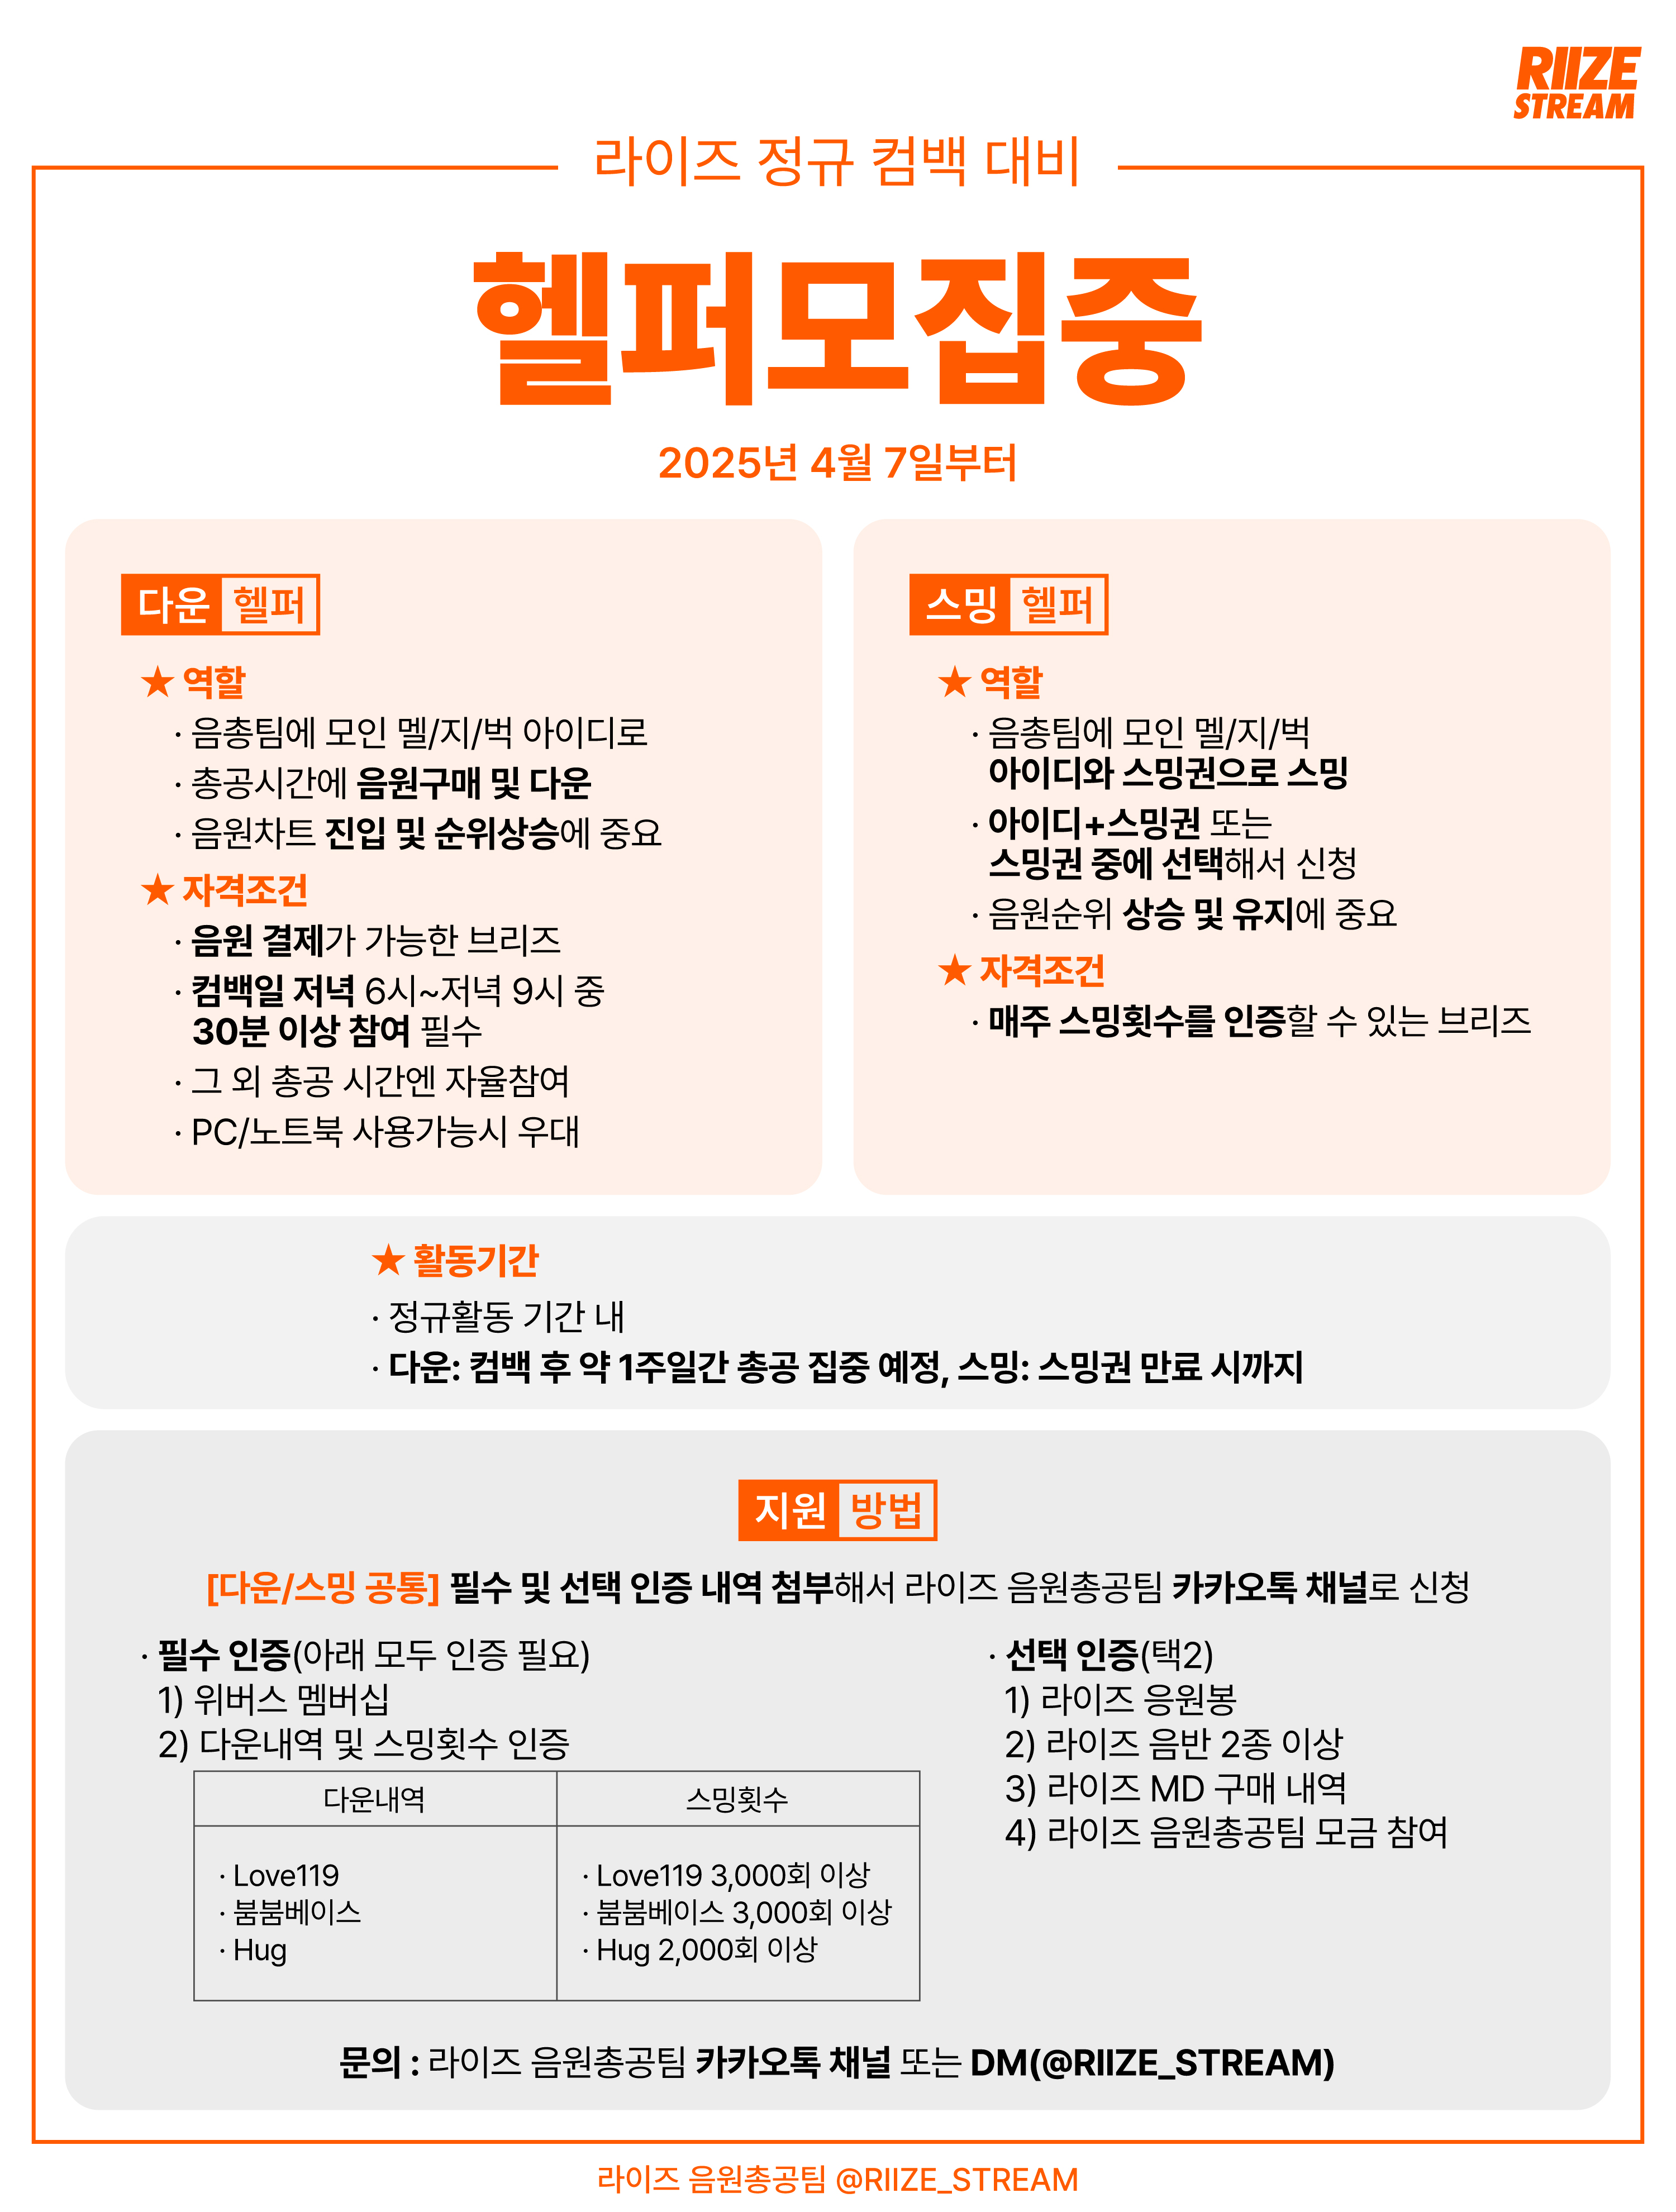 RIIZE
STREAM
라이즈 정규 컴백 대비
헬퍼모집중
2025년 4월 7일부터
다운 헬퍼
★ 역할
· 음총팀에 모인 멜/지/벅 아이디로
· 총공시간에 음원구매 및 다운
· 음원차트 진입 및 순위상승에 중요
★ 자격조건
· 음원 결제가 가능한 브리즈
· 컴백일 저녁 6시~저녁 9시 중
30분 이상 참여 필수
· 그 외 총공 시간엔 자율참여
· PC/노트북 사용가능시 우대
스밍 헬퍼
★ 역할
· 음총팀에 모인 멜/지/벅
아이디와 스밍권으로 스밍
· 아이디+스밍권 또는
스밍권 중에 선택해서 신청
· 음원순위 상승 및 유지에 중요
★ 자격조건
· 매주 스밍횟수를 인증할 수 있는 브리즈
★ 활동기간
· 정규활동 기간 내
· 다운: 컴백 후 약 1주일간 총공 집중 예정, 스밍: 스밍권 만료 시까지
지원 방법
[다운/스밍 공통] 필수 및 선택 인증 내역 첨부해서 라이즈 음원총공팀 카카오톡 채널로 신청
· 필수 인증(아래 모두 인증 필요)
1) 위버스 멤버십
2) 다운내역 및 스밍횟수 인증
다운내역
· Love119
· 붐붐베이스
· Hug
스밍횟수
· Love119 3,000회 이상
· 붐붐베이스 3,000회 이상
· Hug 2,000회 이상
· 선택 인증(택2)
1) 라이즈 응원봉
2) 라이즈 음반 2종 이상
3) 라이즈 MD 구매 내역
4) 라이즈 음원총공팀 모금 참여
문의 : 라이즈 음원총공팀 카카오톡 채널 또는 DM(@RIIZE_STREAM)
라이즈 음원총공팀 @RIIZE_STREAM